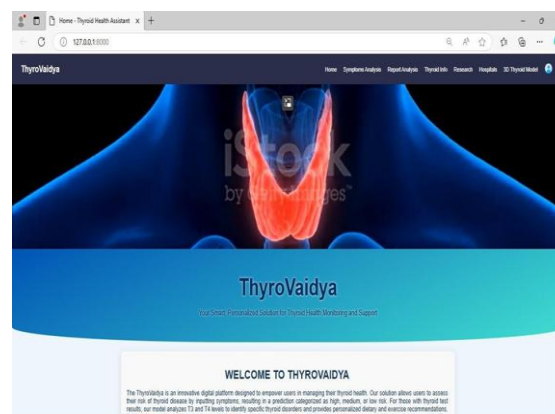 Home - Thyroid Health Assistant
127.0.0.1:8000
ThyroVaidya
Home Symptoms Analysis Report Analysis Thyroid Info Research Hospitals 3D Thyroid Model
iStock
by Getty Images™
ThyroVaidya
Your Smart, Personalized Solution for Thyroid Health Monitoring and Support
WELCOME TO THYROVAIDYA
The ThyroVaidya is an innovative digital platform designed to empower users in managing their thyroid health. Our solution allows users to assess
their risk of thyroid disease by inputting symptoms, resulting in a prediction categorized as high, medium, or low risk. For those with thyroid test
results, our model analyzes T3 and T4 levels to identify specific thyroid disorders and provides personalized dietary and exercise recommendations.